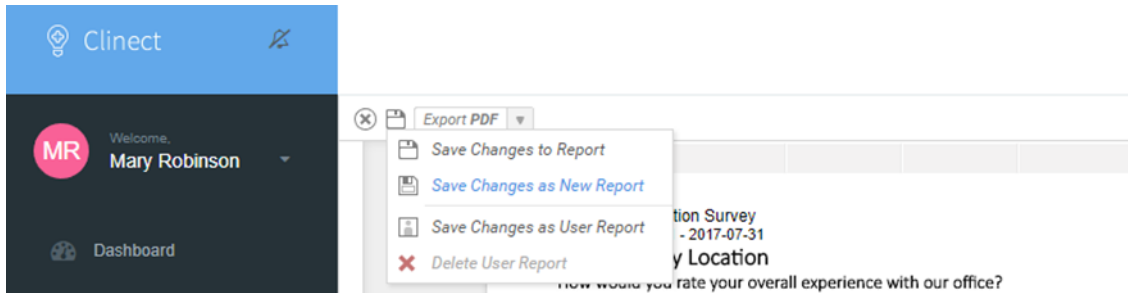 Clinect
MR
Welcome,
Mary Robinson
Dashboard
Export PDF
Save Changes to Report
Save Changes as New Report
Save Changes as User Report
Delete User Report
tion Survey
- 2017-07-31
y Location
How would you rate your overall experience with our office?